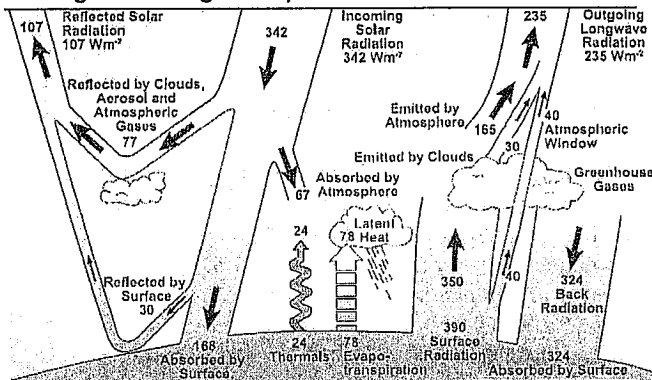 107
Reflected Solar
Radiation
107 Wm-2
342
Incoming
Solar
Radiation
342 Wm-2
235
Outgoing
Longwave
Radiation
235 Wm-2
Reflected by Clouds,
Aerosol and
Atmospheric
Gases
77
Emitted by
Atmosphere
165
40
Atmospheric
Window
Emitted by Clouds
30
Greenhouse
Gases
Absorbed by
Atmosphere
67
24
78
Latent
Heat
Reflected by
Surface
30
350
40
324
Back
Radiation
168
Absorbed by
Surface
24
Thermals
78
Evapo-
transpiration
390
Surface
Radiation
324
Absorbed by Surface